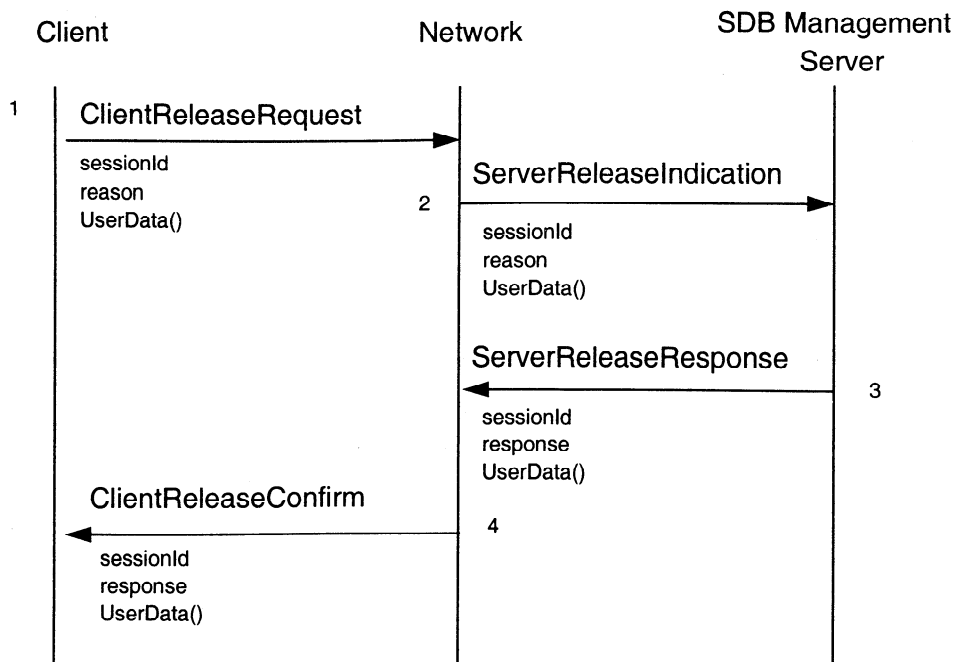 Client
Network
SDB Management
Server
1
ClientReleaseRequest
sessionId
reason
UserData()
2
ServerReleaseIndication
sessionId
reason
UserData()
ServerReleaseResponse
3
sessionId
response
UserData()
ClientReleaseConfirm
4
sessionId
response
UserData()